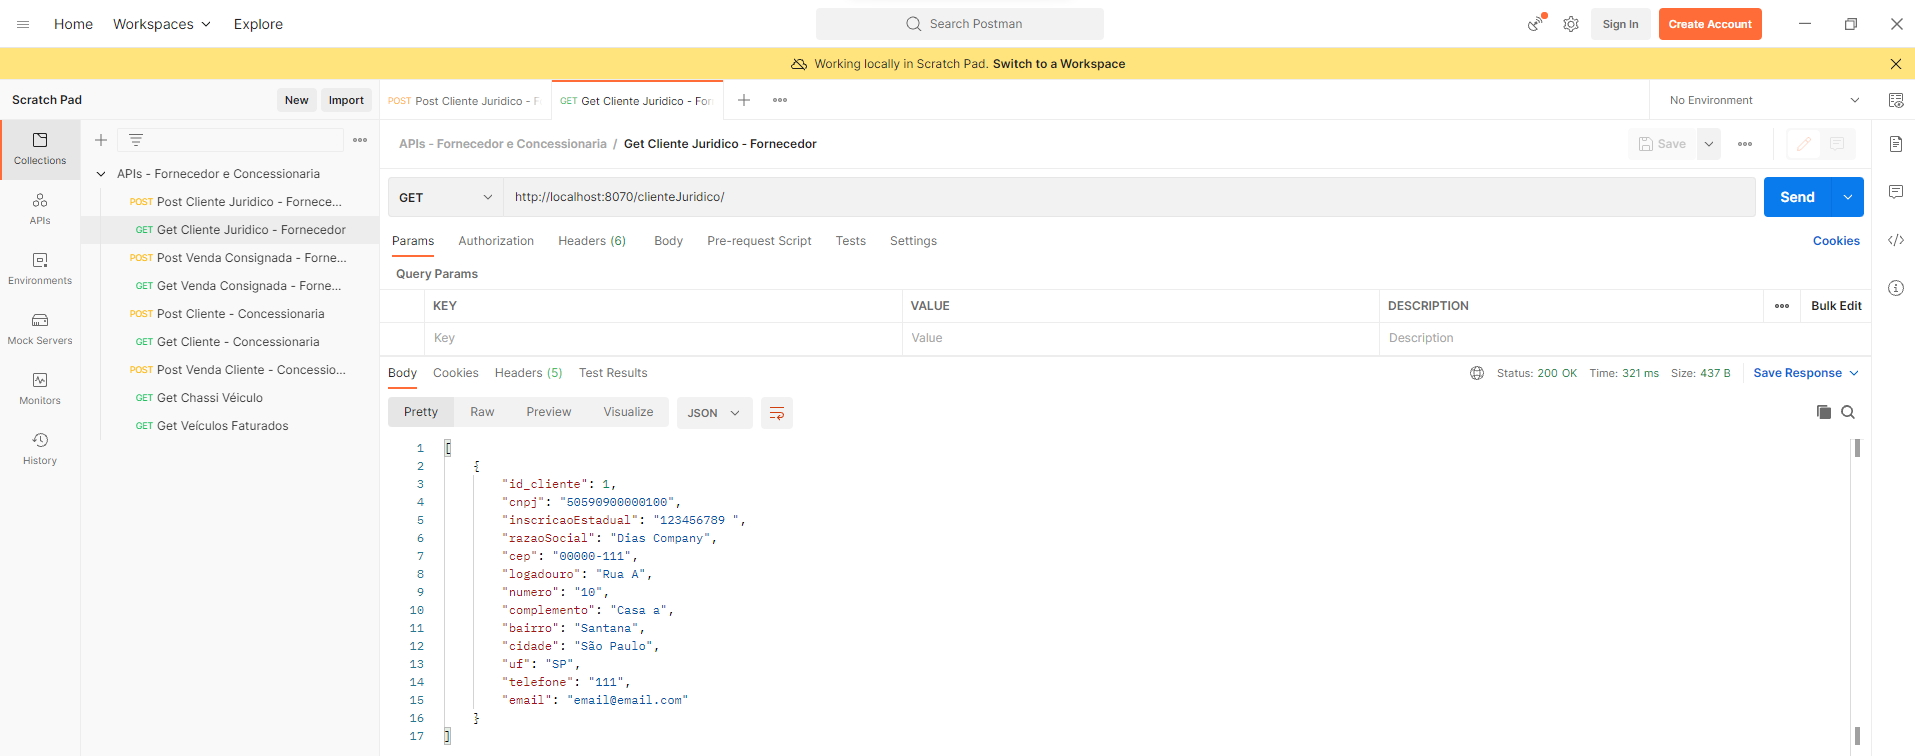 Home Workspaces Explore Search Postman Sign In Create Account
Working locally in Scratch Pad. Switch to a Workspace
Scratch Pad New Import
POST Post Cliente Juridico - F GET Get Cliente Juridico - For No Environment
Collections
APIs
Environments
Mock Servers
Monitors
History
APIs - Fornecedor e Concessionaria
POST Post Cliente Juridico - Fornece...
GET Get Cliente Juridico - Fornecedor
POST Post Venda Consignada - Forne...
GET Get Venda Consignada - Forne...
POST Post Cliente - Concessionaria
GET Get Cliente - Concessionaria
POST Post Venda Cliente - Concessio...
GET Get Chassi Véiculo
GET Get Veículos Faturados
APIs - Fornecedor e Concessionaria / Get Cliente Juridico - Fornecedor Save
GET http://localhost:8070/clienteJuridico/ Send
Params Authorization Headers (6) Body Pre-request Script Tests Settings Cookies
Query Params
KEY VALUE DESCRIPTION Bulk Edit
Key Value Description
Body Cookies Headers (5) Test Results Status: 200 OK Time: 321 ms Size: 437 B Save Response
Pretty Raw Preview Visualize JSON
1 [
2 {
3 "id_cliente": 1,
4 "cnpj": "50590900000100",
5 "inscricaoEstadual": "123456789 ",
6 "razaoSocial": "Dias Company",
7 "cep": "00000-111",
8 "logadouro": "Rua A",
9 "numero": "10",
10 "complemento": "Casa a",
11 "bairro": "Santana",
12 "cidade": "São Paulo",
13 "uf": "SP",
14 "telefone": "111",
15 "email": "email@email.com"
16 }
17 ]